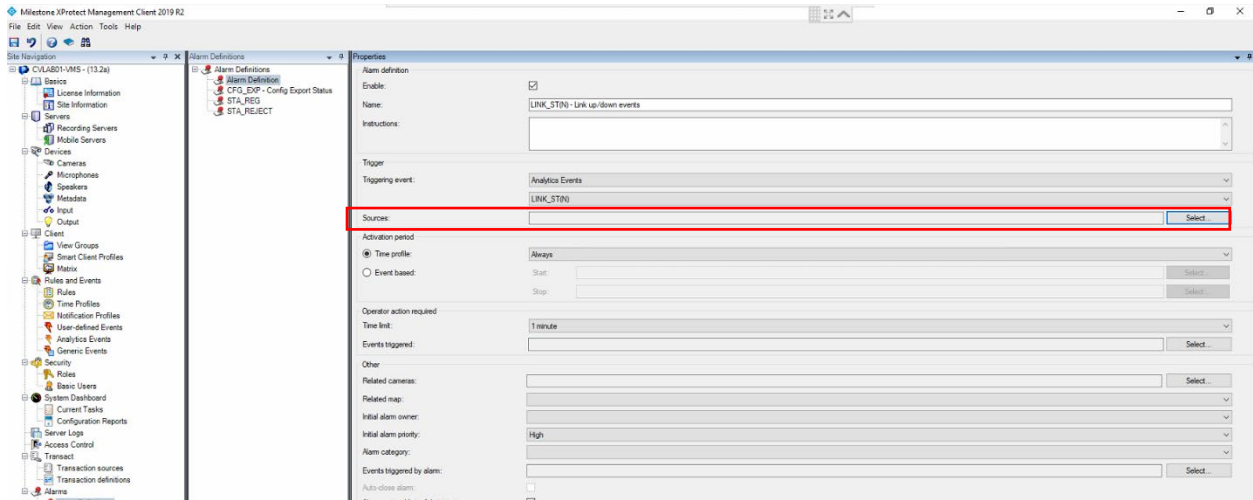 Milestone XProtect Management Client 2019 R2
File Edit View Action Tools Help
Site Navigation
CVLAB01-VMS - (13.2a)
Basics
License Information
Site Information
Servers
Recording Servers
Mobile Servers
Devices
Cameras
Microphones
Speakers
Metadata
Input
Output
Client
View Groups
Smart Client Profiles
Matrix
Rules and Events
Rules
Time Profiles
Notification Profiles
User-defined Events
Analytics Events
Generic Events
Security
Roles
Basic Users
System Dashboard
Current Tasks
Configuration Reports
Server Logs
Access Control
Transact
Transaction sources
Transaction definitions
Alarms
Alarm Definitions
Alarm Definitions
Alarm Definition
CFG_EXP - Config Export Status
STA_REG
STA_REJECT
Properties
Alarm definition
Enable:
Name: LINK_ST(N) - Link up/down events
Instructions:
Trigger
Triggering event: Analytics Events
LINK_ST(N)
Sources: Select...
Activation period
Time profile: Always
Event based: Start: Select...
Stop: Select...
Operator action required
Time limit: 1 minute
Events triggered: Select...
Other
Related cameras: Select...
Related map:
Initial alarm owner:
Initial alarm priority: High
Alarm category:
Events triggered by alarm: Select...
Auto-close alarm: